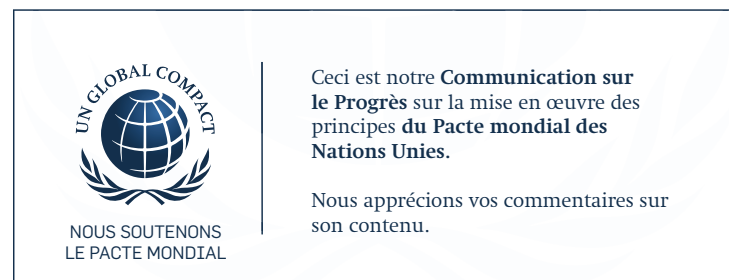 UN GLOBAL COMPACT
NOUS SOUTENONS
LE PACTE MONDIAL
Ceci est notre Communication sur
le Progrès sur la mise en œuvre des
principes du Pacte mondial des
Nations Unies.
Nous apprécions vos commentaires sur
son contenu.